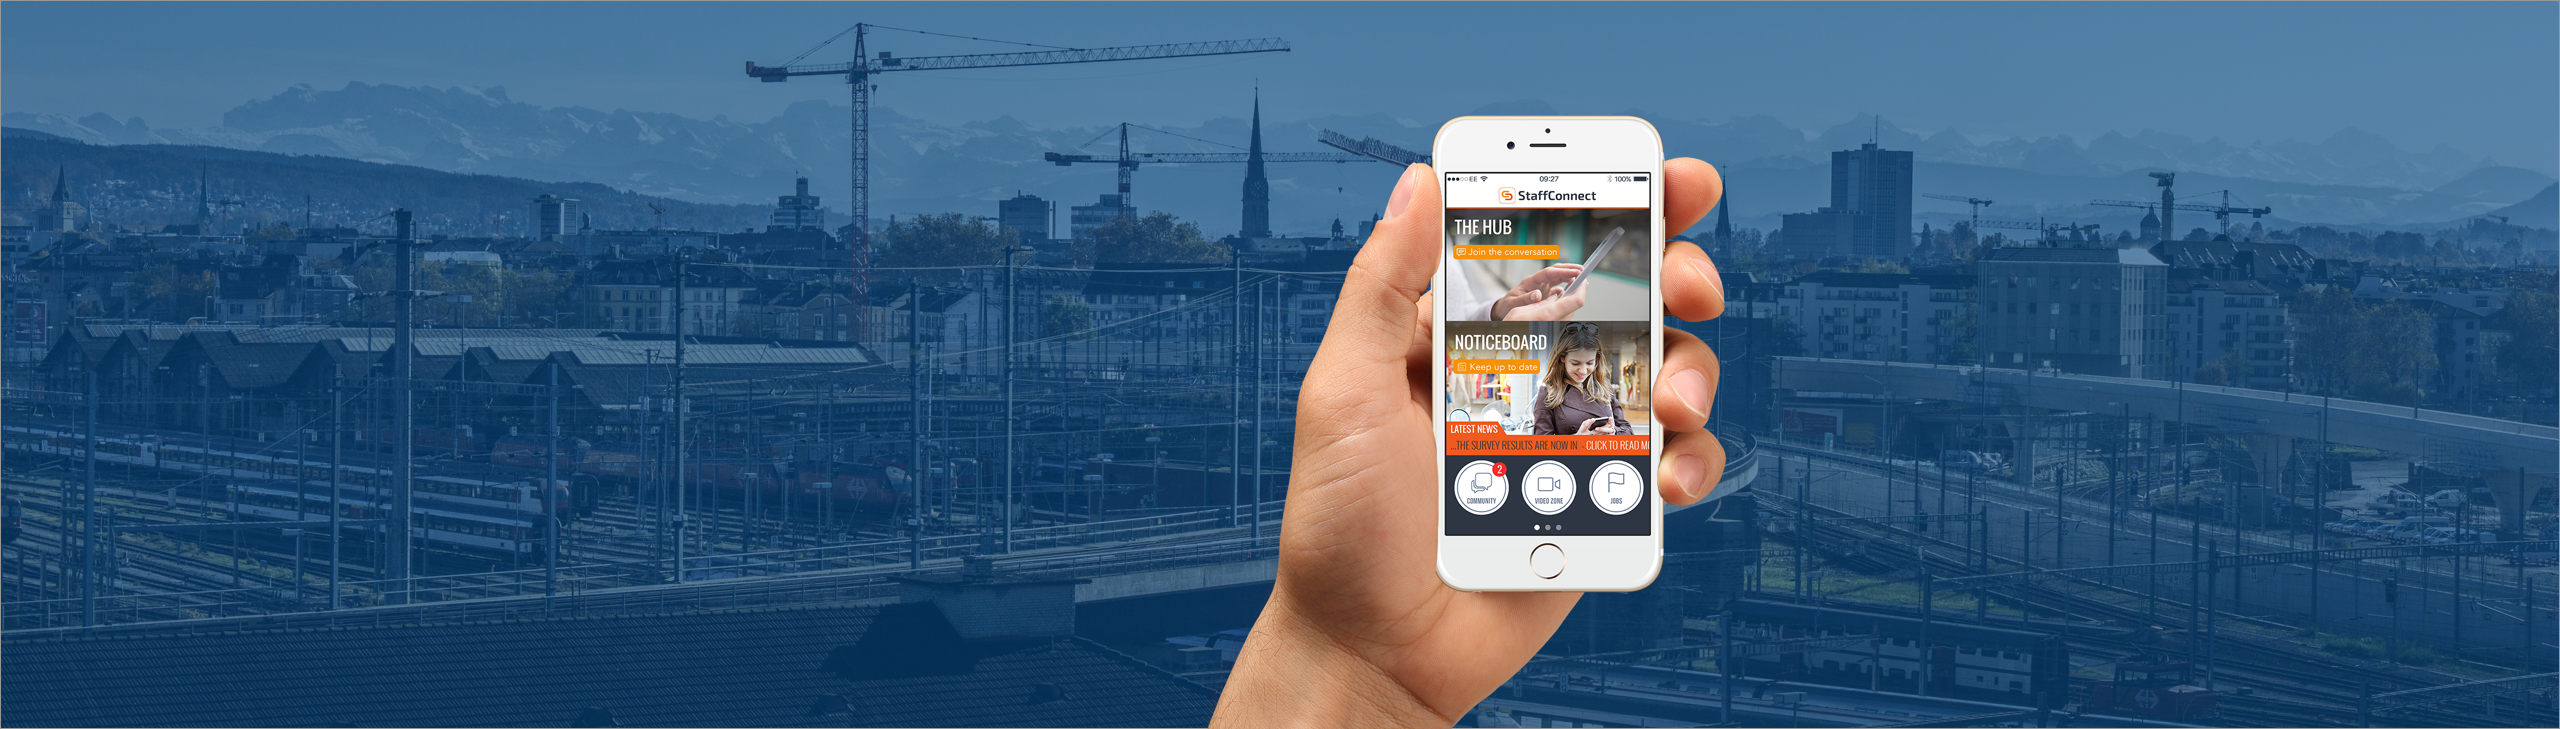 EE 09:27 100%
StaffConnect
THE HUB
Join the conversation
NOTICEBOARD
Keep up to date
LATEST NEWS
...THE SURVEY RESULTS ARE NOW IN - CLICK TO READ MO
2
COMMUNITY
VIDEO ZONE
JOBS